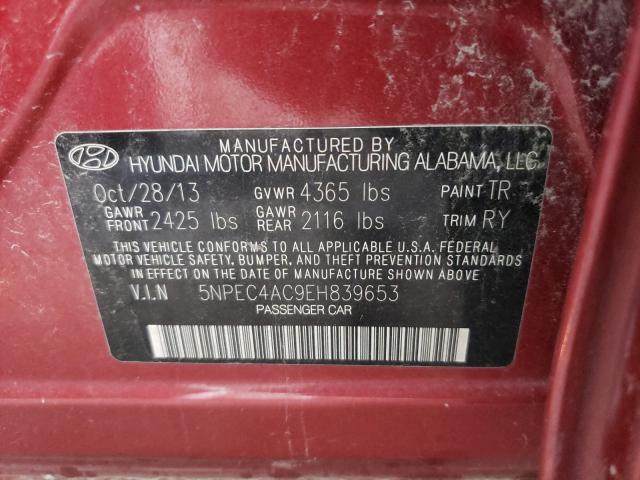 MANUFACTURED BY
HYUNDAI MOTOR MANUFACTURING ALABAMA, LLC
Oct/28/13 GVWR 4365 lbs PAINT TR
GAWR FRONT 2425 lbs GAWR REAR 2116 lbs TRIM RY
THIS VEHICLE CONFORMS TO ALL APPLICABLE U.S.A. FEDERAL
MOTOR VEHICLE SAFETY, BUMPER, AND THEFT PREVENTION
STANDARDS IN EFFECT ON THE DATE OF MANUFACTURE SHOWN ABOVE
V.I.N 5NPEC4AC9EH839653
PASSENGER CAR